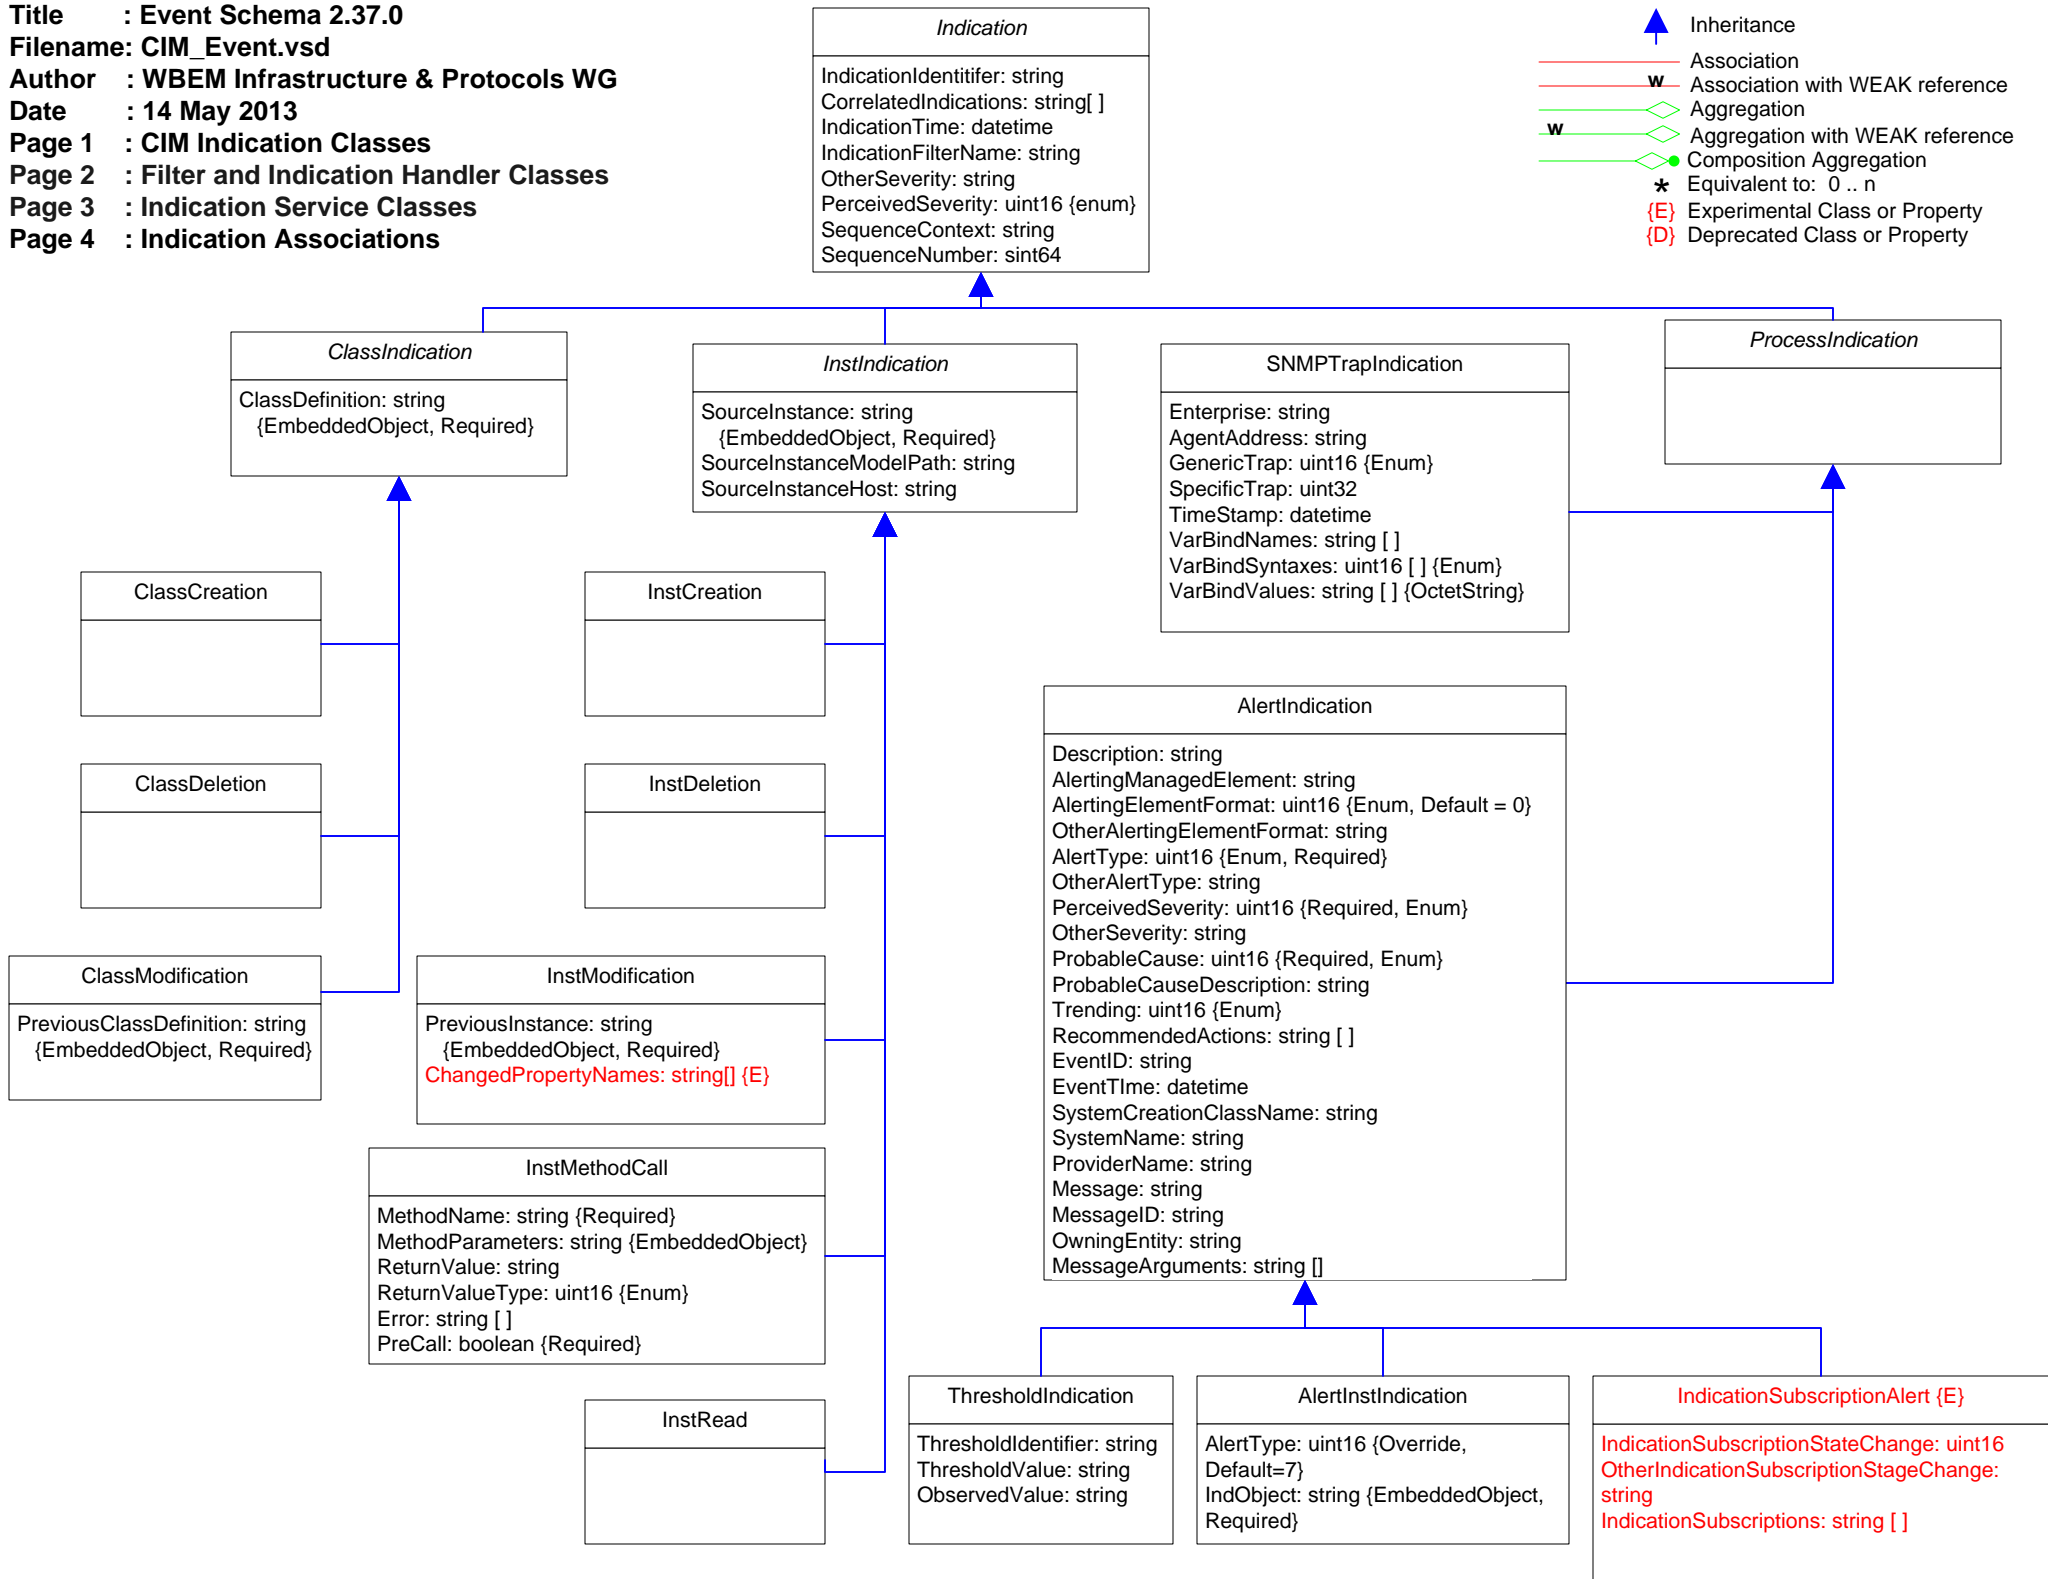 Title : Event Schema 2.37.0
Filename: CIM_Event.vsd
Author : WBEM Infrastructure & Protocols WG
Date : 14 May 2013
Page 1 : CIM Indication Classes
Page 2 : Filter and Indication Handler Classes
Page 3 : Indication Service Classes
Page 4 : Indication Associations
Indication
IndicationIdentitifer: string
CorrelatedIndications: string[ ]
IndicationTime: datetime
IndicationFilterName: string
OtherSeverity: string
PerceivedSeverity: uint16 {enum}
SequenceContext: string
SequenceNumber: sint64
Inheritance
Association
w Association with WEAK reference
Aggregation
w Aggregation with WEAK reference
Composition Aggregation
* Equivalent to: 0 .. n
{E} Experimental Class or Property
{D} Deprecated Class or Property
ClassIndication
ClassDefinition: string
{EmbeddedObject, Required}
InstIndication
SourceInstance: string
{EmbeddedObject, Required}
SourceInstanceModelPath: string
SourceInstanceHost: string
SNMPTrapIndication
Enterprise: string
AgentAddress: string
GenericTrap: uint16 {Enum}
SpecificTrap: uint32
TimeStamp: datetime
VarBindNames: string [ ]
VarBindSyntaxes: uint16 [ ] {Enum}
VarBindValues: string [ ] {OctetString}
ProcessIndication
ClassCreation
InstCreation
ClassDeletion
InstDeletion
AlertIndication
Description: string
AlertingManagedElement: string
AlertingElementFormat: uint16 {Enum, Default = 0}
OtherAlertingElementFormat: string
AlertType: uint16 {Enum, Required}
OtherAlertType: string
PerceivedSeverity: uint16 {Required, Enum}
OtherSeverity: string
ProbableCause: uint16 {Required, Enum}
ProbableCauseDescription: string
Trending: uint16 {Enum}
RecommendedActions: string [ ]
EventID: string
EventTIme: datetime
SystemCreationClassName: string
SystemName: string
ProviderName: string
Message: string
MessageID: string
OwningEntity: string
MessageArguments: string []
ClassModification
PreviousClassDefinition: string
{EmbeddedObject, Required}
InstModification
PreviousInstance: string
{EmbeddedObject, Required}
ChangedPropertyNames: string[] {E}
InstMethodCall
MethodName: string {Required}
MethodParameters: string {EmbeddedObject}
ReturnValue: string
ReturnValueType: uint16 {Enum}
Error: string [ ]
PreCall: boolean {Required}
InstRead
ThresholdIndication
ThresholdIdentifier: string
ThresholdValue: string
ObservedValue: string
AlertInstIndication
AlertType: uint16 {Override,
Default=7}
IndObject: string {EmbeddedObject,
Required}
IndicationSubscriptionAlert {E}
IndicationSubscriptionStateChange: uint16
OtherIndicationSubscriptionStageChange:
string
IndicationSubscriptions: string [ ]